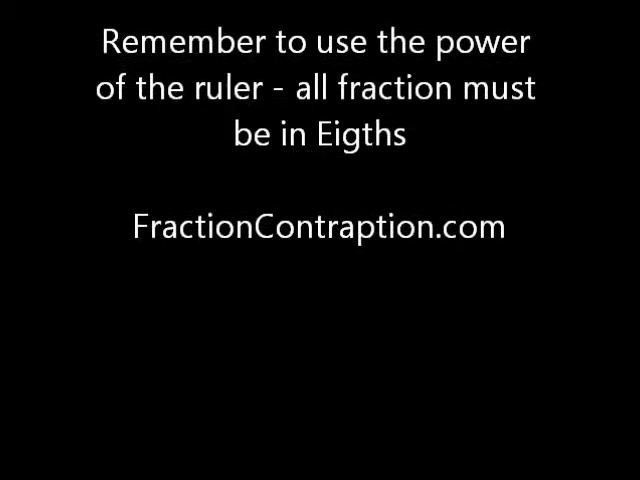 Remember to use the power
of the ruler - all fraction must
be in Eigths
FractionContraption.com